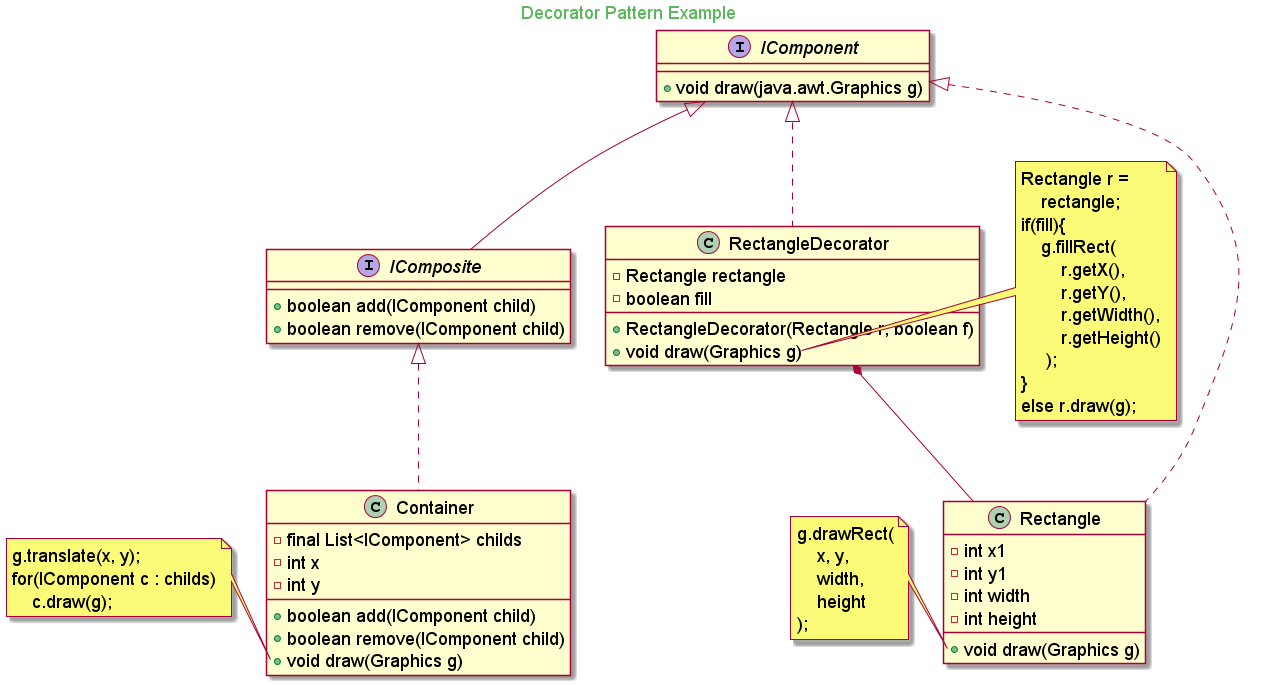 Decorator Pattern Example
I IComponent
void draw(java.awt.Graphics g)
Rectangle r =
rectangle;
if(fill){
g.fillRect(
r.getX(),
r.getY(),
r.getWidth(),
r.getHeight()
);
}
else r.draw(g);
C RectangleDecorator
Rectangle rectangle
boolean fill
RectangleDecorator(Rectangle r, boolean f)
void draw(Graphics g)
I IComposite
boolean add(IComponent child)
boolean remove(IComponent child)
C Container
final List<IComponent> childs
int x
int y
boolean add(IComponent child)
boolean remove(IComponent child)
void draw(Graphics g)
g.translate(x, y);
for(IComponent c : childs)
c.draw(g);
g.drawRect(
x, y,
width,
height
);
C Rectangle
int x1
int y1
int width
int height
void draw(Graphics g)